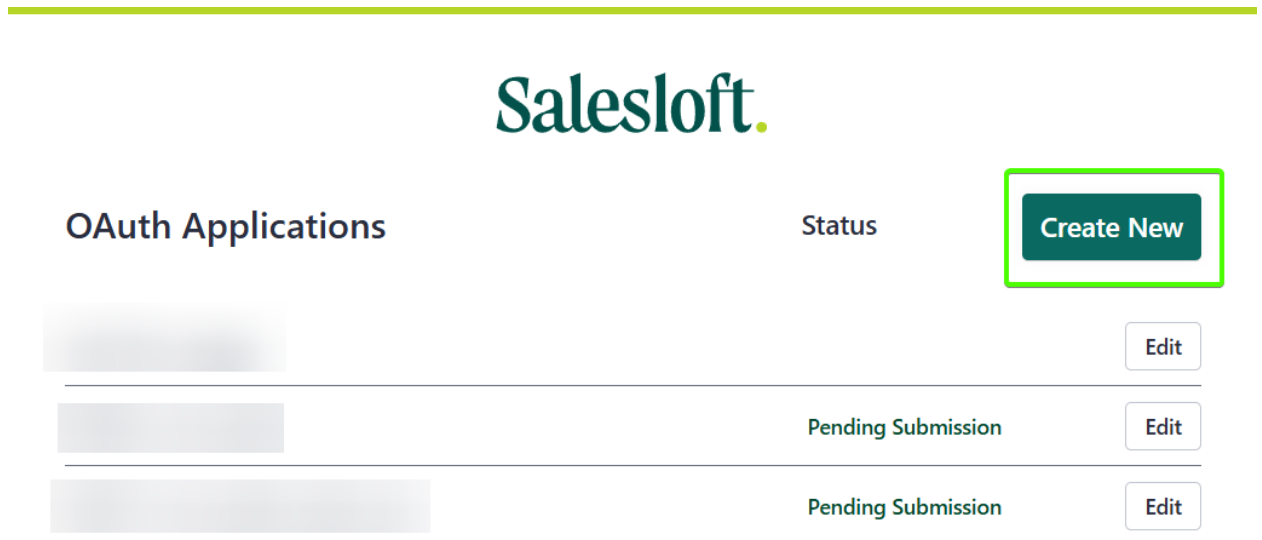 Salesloft.
OAuth Applications Status Create New
Edit
Pending Submission Edit
Pending Submission Edit